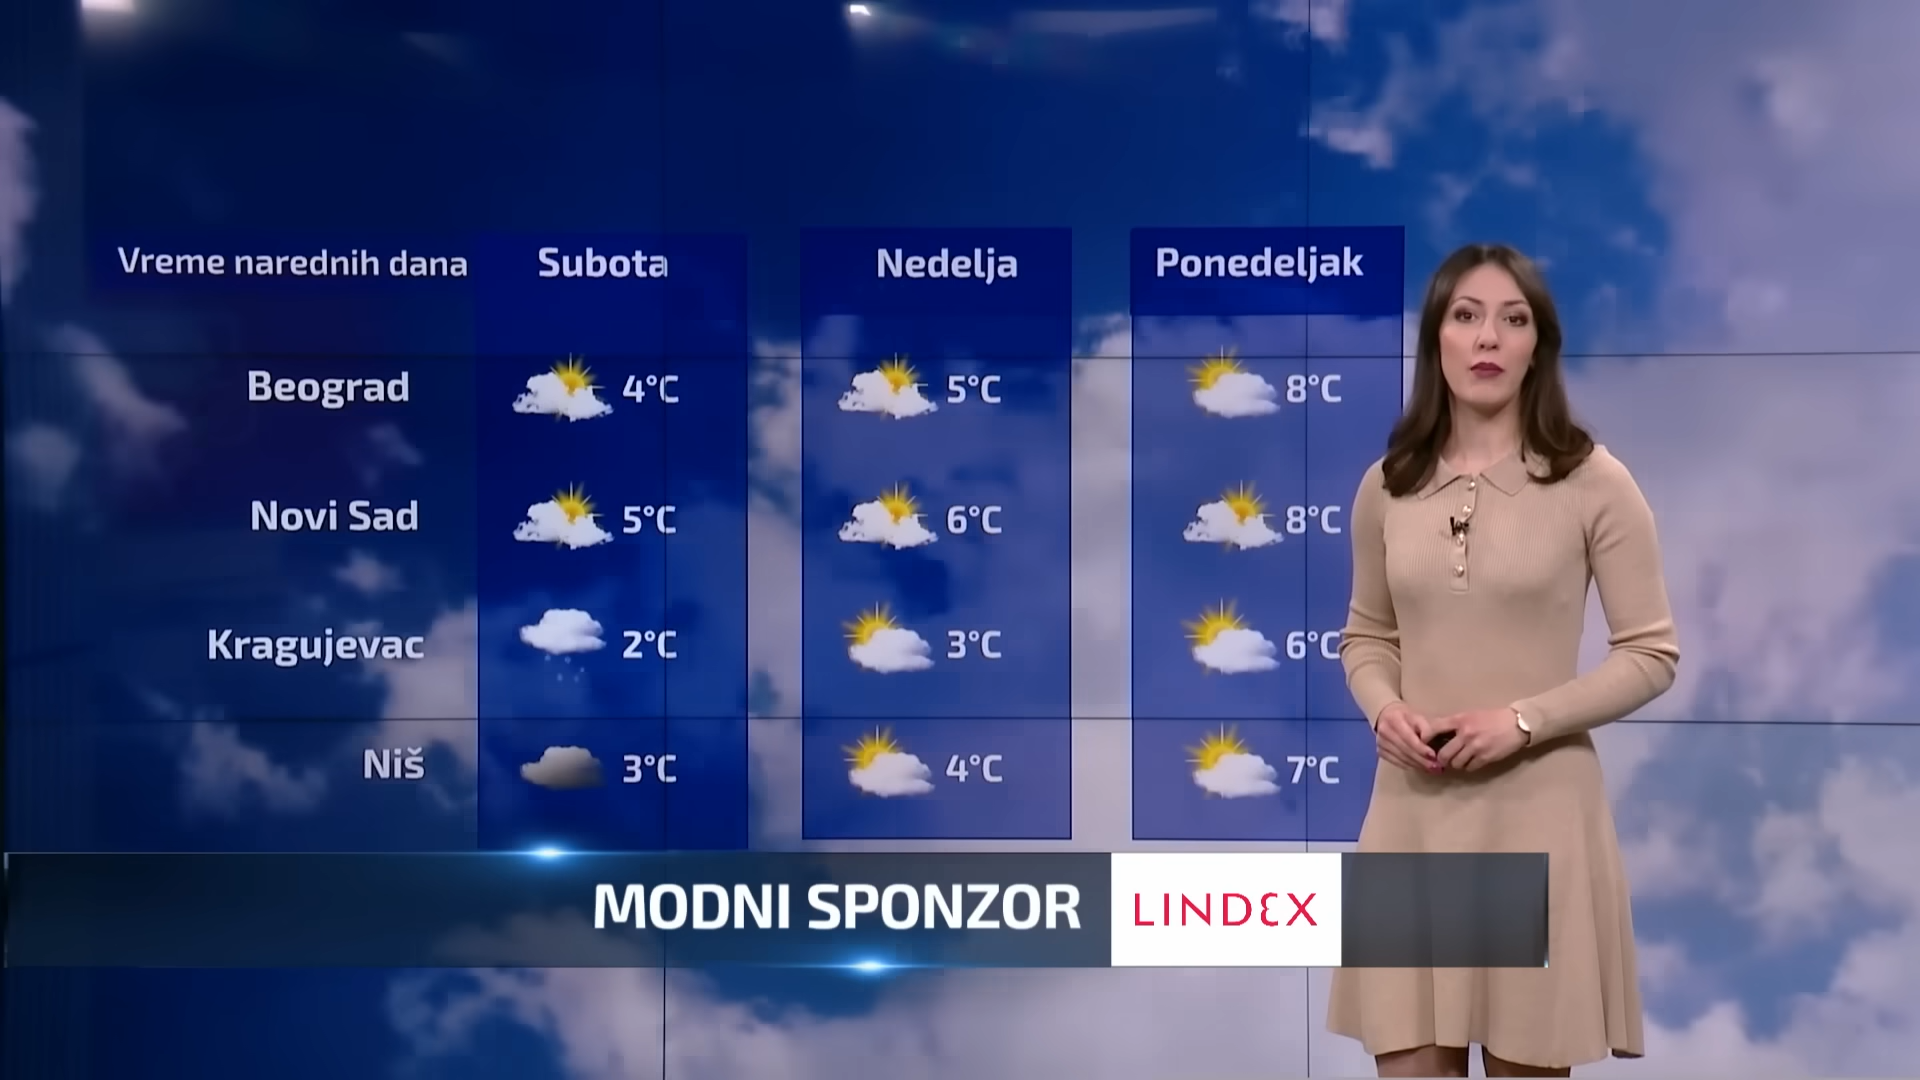 Vreme narednih dana Subota Nedelja Ponedeljak
Beograd 4°C 5°C 8°C
Novi Sad 5°C 6°C 8°C
Kragujevac 2°C 3°C 6°C
Niš 3°C 4°C 7°C
MODNI SPONZOR LINDEX